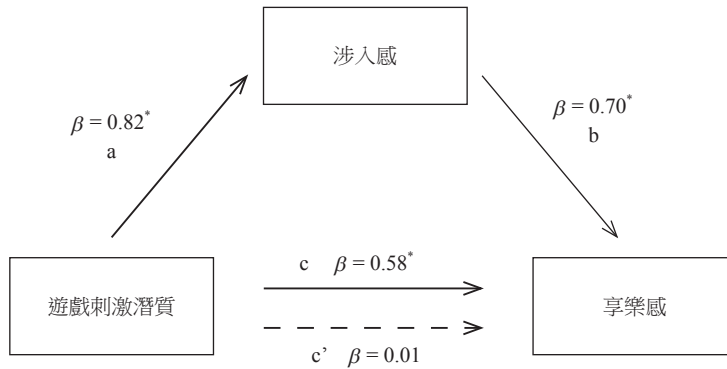 涉入感
β = 0.82*
a
β = 0.70*
b
遊戲刺激潛質
c β = 0.58*
c’ β = 0.01
享樂感